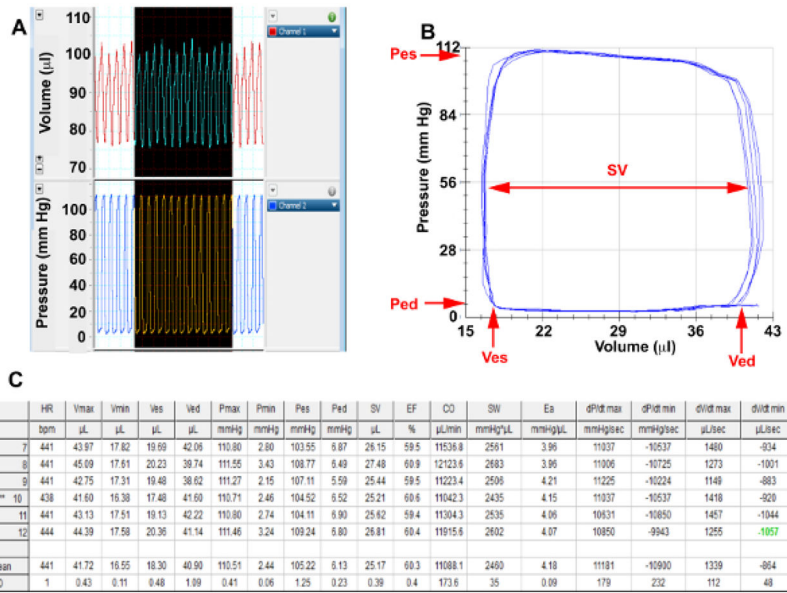 A
B
110
100
90
80
70
Volume (µl)
Channel 1
100
80
60
40
20
0
Pressure (mm Hg)
Channel 2
Pes
112
84
56
28
0
Pressure (mm Hg)
SV
Ped
15 22 29 36 43
Volume (µl)
Ves Ved
C
HR Vmax Vmin Ves Ved Pmax Pmin Pes Ped SV EF CO SW Ea dP/dt max dP/dt min dV/dt max dV/dt min
bpm µL µL µL µL mmHg mmHg mmHg mmHg µL % µL/min mmHg*µL mmHg/µL mmHg/sec mmHg/sec µL/sec µL/sec
7 441 43.97 17.82 19.69 42.06 110.80 2.80 103.55 6.87 26.15 59.5 11536.8 2561 3.96 11037 -10537 1480 -934
8 441 45.09 17.61 20.23 39.74 111.55 3.43 108.77 6.49 27.48 60.9 12123.6 2683 3.96 11006 -10725 1273 -1001
9 441 42.75 17.31 19.48 38.62 111.27 2.15 107.11 5.59 25.44 59.5 11223.4 2506 4.21 11225 -10224 1149 -883
** 10 438 41.60 16.38 17.48 41.60 110.71 2.46 104.52 6.52 25.21 60.6 11042.3 2435 4.15 11037 -10537 1418 -920
11 441 43.13 17.51 19.13 42.22 110.80 2.74 104.11 6.90 25.62 59.4 11304.3 2535 4.06 10631 -10850 1457 -1044
12 444 44.39 17.58 20.36 41.14 111.46 3.24 109.24 6.80 26.81 60.4 11915.6 2602 4.07 10850 -9943 1255 -1057
ean 441 41.72 16.55 18.30 40.90 110.51 2.44 105.22 6.13 25.17 60.3 11088.1 2460 4.18 11181 -10900 1339 -864
D 1 0.43 0.11 0.48 1.09 0.41 0.06 1.25 0.23 0.39 0.4 173.6 35 0.09 179 232 112 48